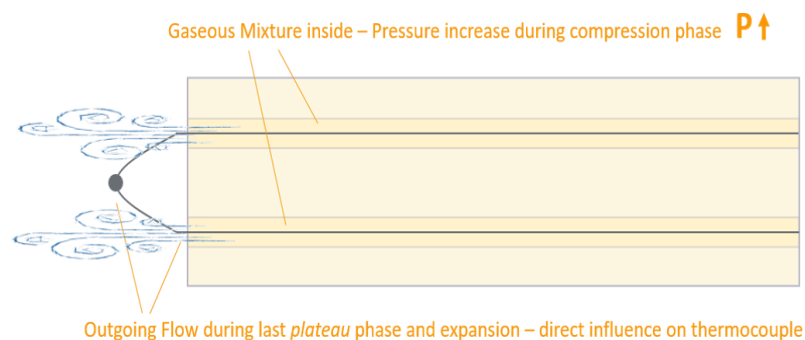 Gaseous Mixture inside – Pressure increase during compression phase P↑
Outgoing Flow during last plateau phase and expansion – direct influence on thermocouple